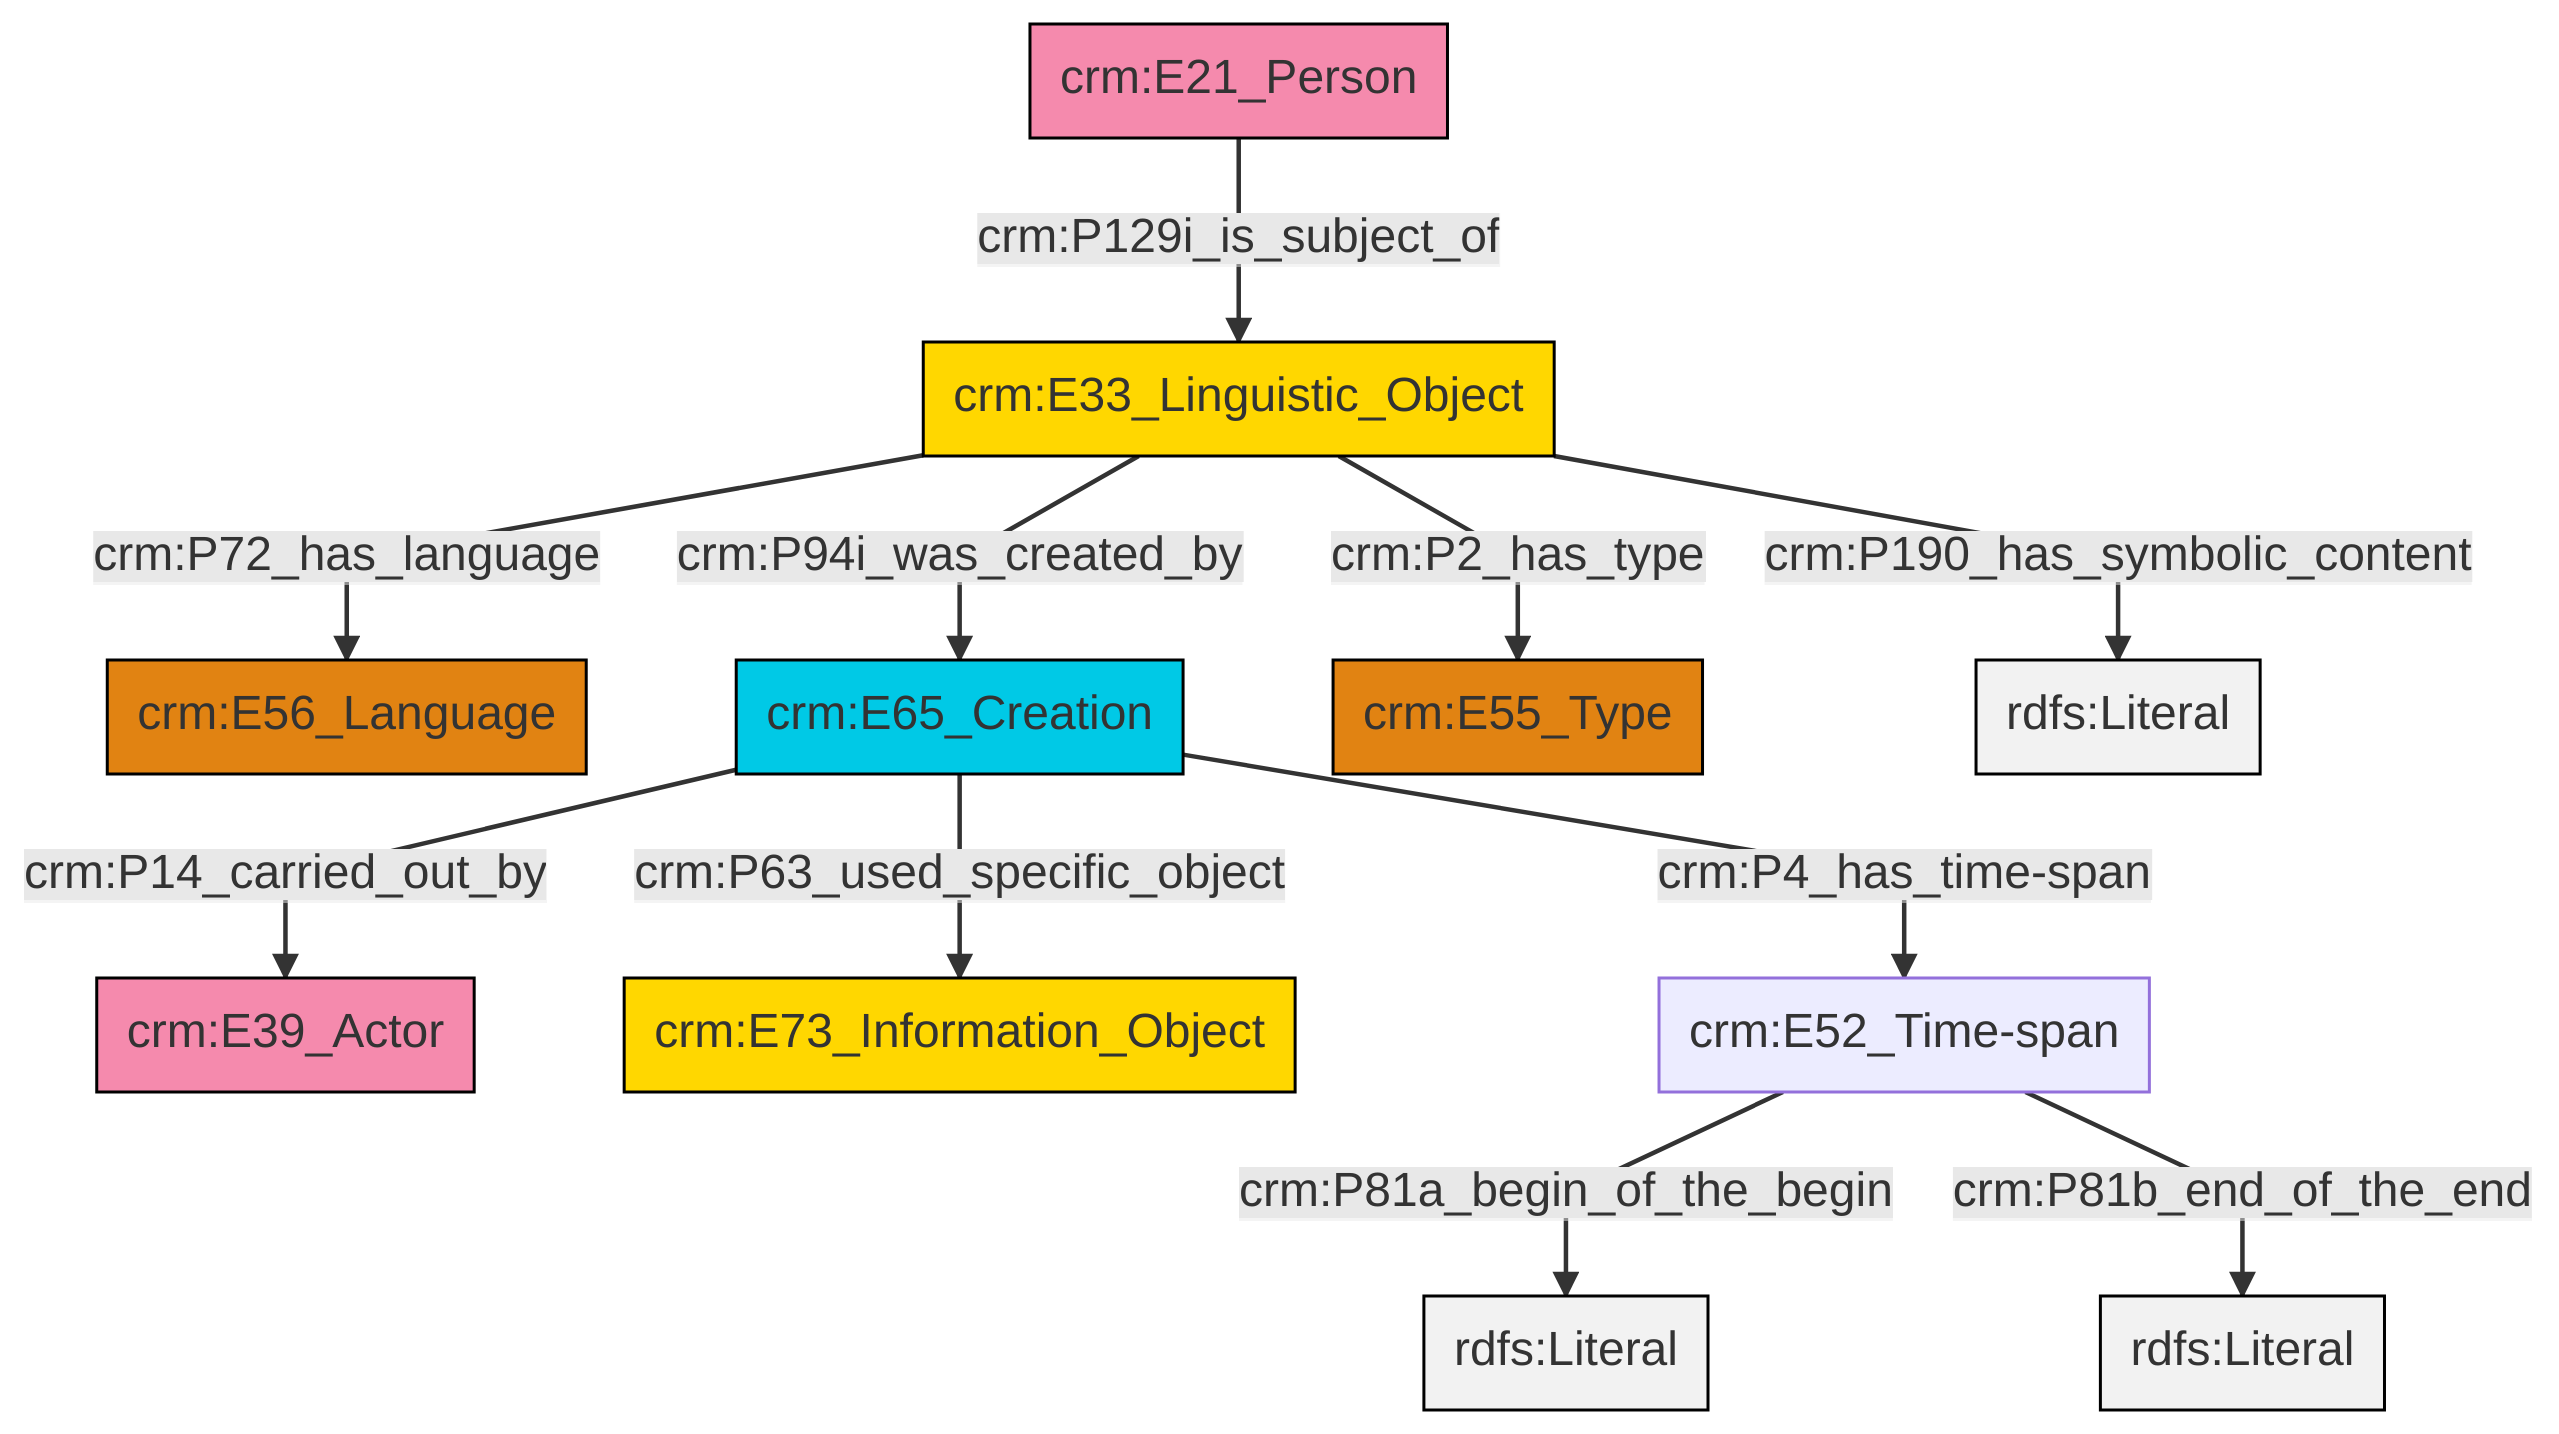 crm:E21_Person
crm:P129i_is_subject_of
crm:E33_Linguistic_Object
crm:P72_has_language
crm:P94i_was_created_by
crm:P2_has_type
crm:P190_has_symbolic_content
crm:E56_Language
crm:E65_Creation
crm:E55_Type
rdfs:Literal
crm:P14_carried_out_by
crm:P63_used_specific_object
crm:P4_has_time-span
crm:E39_Actor
crm:E73_Information_Object
crm:E52_Time-span
crm:P81a_begin_of_the_begin
crm:P81b_end_of_the_end
rdfs:Literal
rdfs:Literal